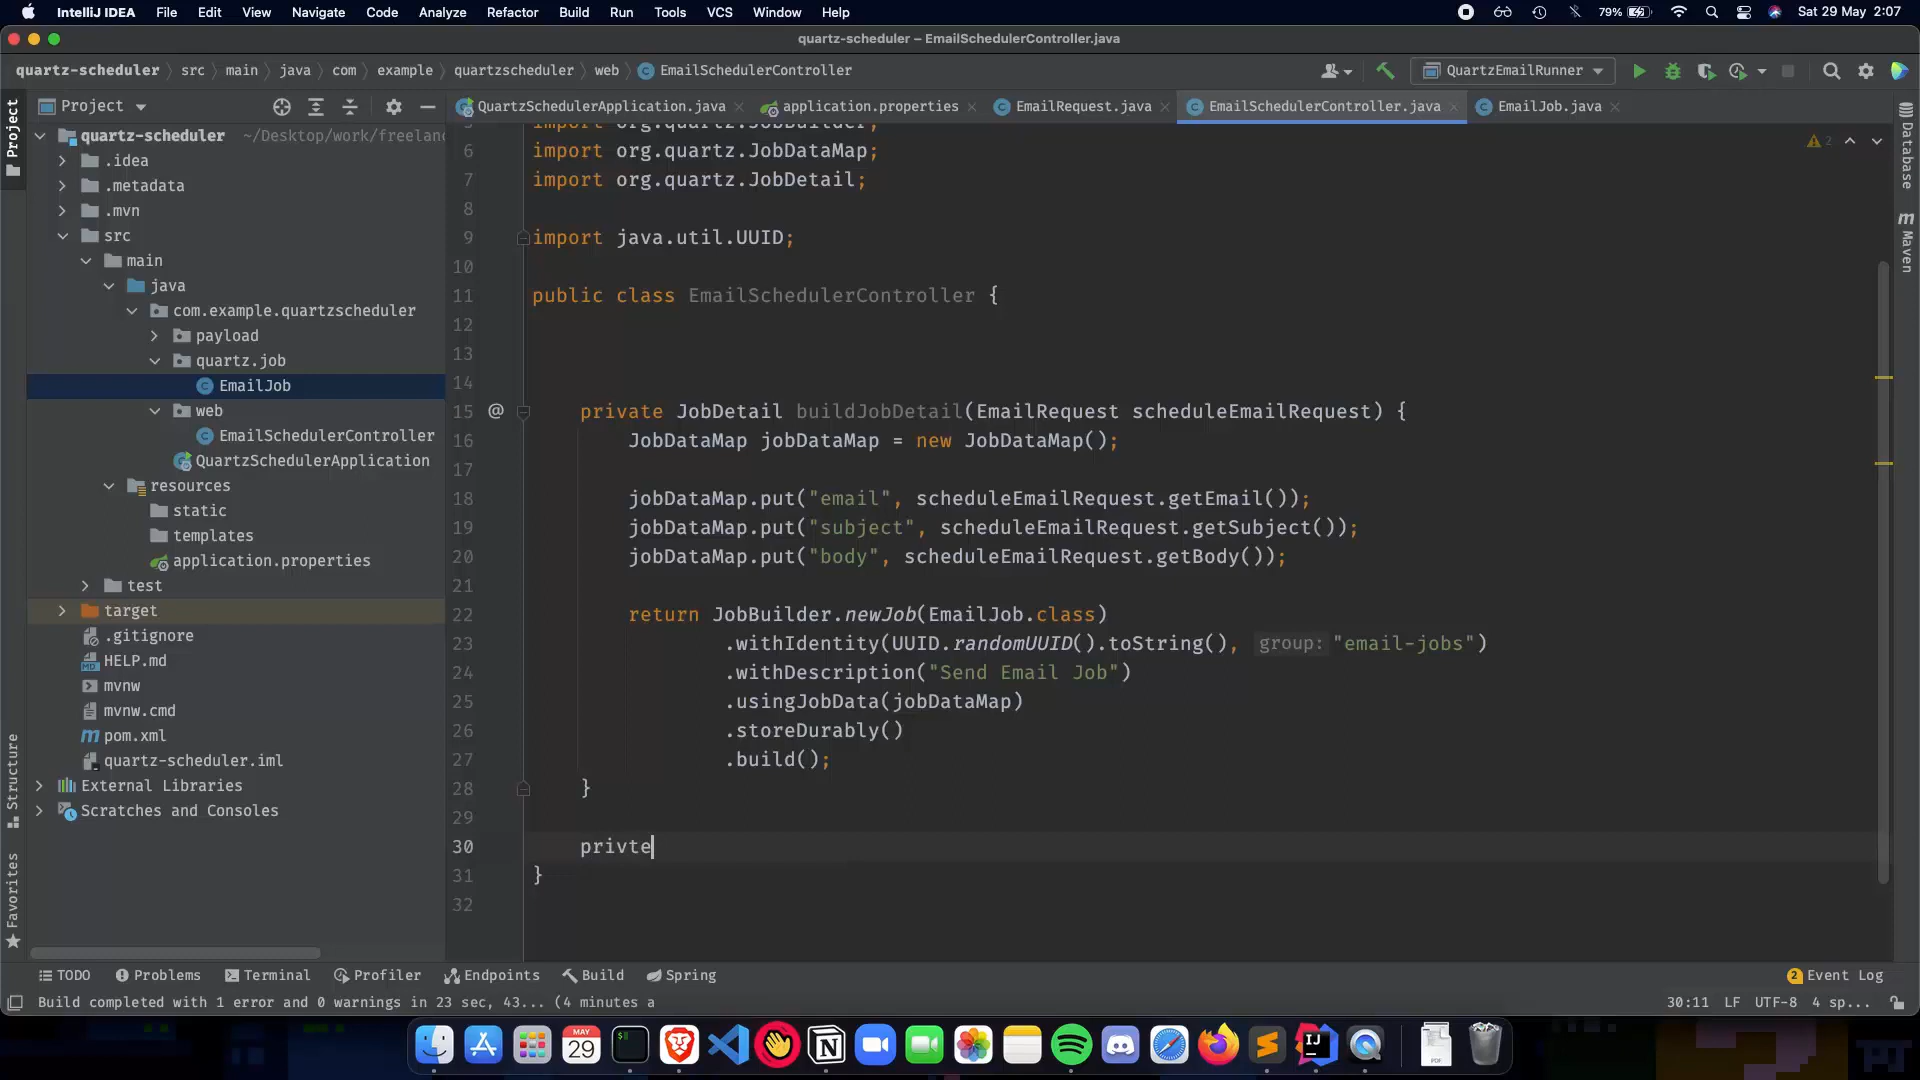 IntelliJ IDEA File Edit View Navigate Code Analyze Refactor Build Run Tools VCS Window Help 79% Sat 29 May 2:07
quartz-scheduler – EmailSchedulerController.java
quartz-scheduler src main java com example quartzscheduler web EmailSchedulerController QuartzEmailRunner
Project
QuartzSchedulerApplication.java application.properties EmailRequest.java EmailSchedulerController.java EmailJob.java
Project
quartz-scheduler ~/Desktop/work/freelanc
.idea
.metadata
.mvn
src
main
java
com.example.quartzscheduler
payload
quartz.job
EmailJob
web
EmailSchedulerController
QuartzSchedulerApplication
resources
static
templates
application.properties
test
target
.gitignore
HELP.md
mvnw
mvnw.cmd
pom.xml
quartz-scheduler.iml
External Libraries
Scratches and Consoles
Structure
Favorites
import org.quartz.JobBuilder;
6 import org.quartz.JobDataMap;
7 import org.quartz.JobDetail;
8
9 import java.util.UUID;
10
11 public class EmailSchedulerController {
12
13
14
15 @ private JobDetail buildJobDetail(EmailRequest scheduleEmailRequest) {
16 JobDataMap jobDataMap = new JobDataMap();
17
18 jobDataMap.put("email", scheduleEmailRequest.getEmail());
19 jobDataMap.put("subject", scheduleEmailRequest.getSubject());
20 jobDataMap.put("body", scheduleEmailRequest.getBody());
21
22 return JobBuilder.newJob(EmailJob.class)
23 .withIdentity(UUID.randomUUID().toString(), group: "email-jobs")
24 .withDescription("Send Email Job")
25 .usingJobData(jobDataMap)
26 .storeDurably()
27 .build();
28 }
29
30 privte
31 }
32
2
Database
Maven
TODO Problems Terminal Profiler Endpoints Build Spring 2 Event Log
Build completed with 1 error and 0 warnings in 23 sec, 43... (4 minutes a 30:11 LF UTF-8 4 sp...
MAY
29
IJ
PDF